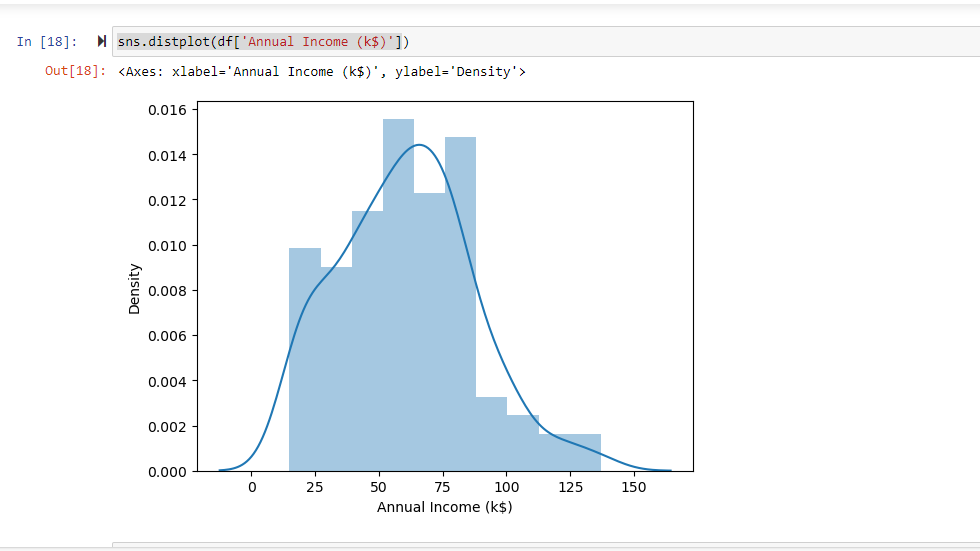 In [18]: sns.distplot(df['Annual Income (k$)'])
Out[18]: <Axes: xlabel='Annual Income (k$)', ylabel='Density'>
0.016
0.014
0.012
0.010
0.008
0.006
0.004
0.002
0.000
Density
0 25 50 75 100 125 150
Annual Income (k$)